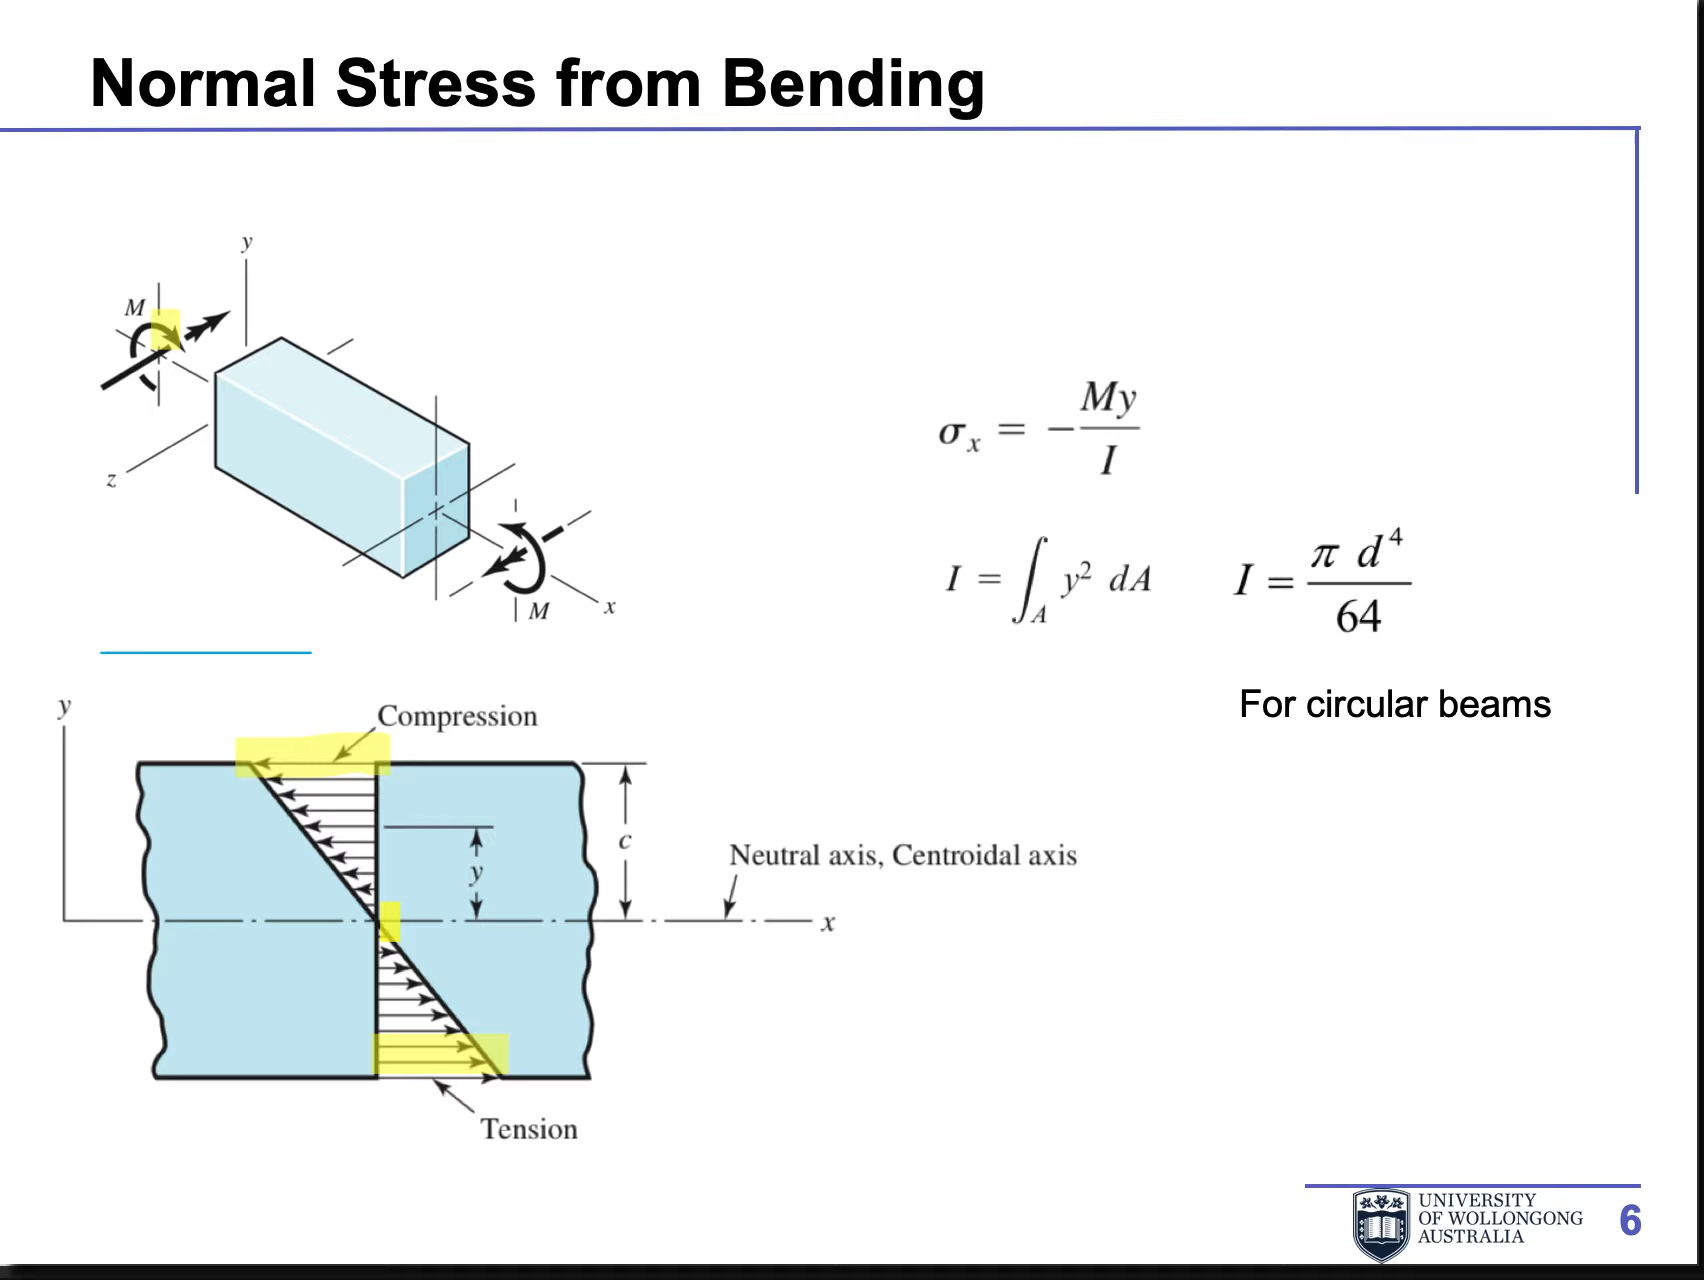 Normal Stress from Bending
y
M
z
M
x
σx = − My / I
I = ∫A y² dA
I = π d⁴ / 64
For circular beams
y
Compression
c
y
Neutral axis, Centroidal axis
x
Tension
UNIVERSITY
OF WOLLONGONG
AUSTRALIA
6